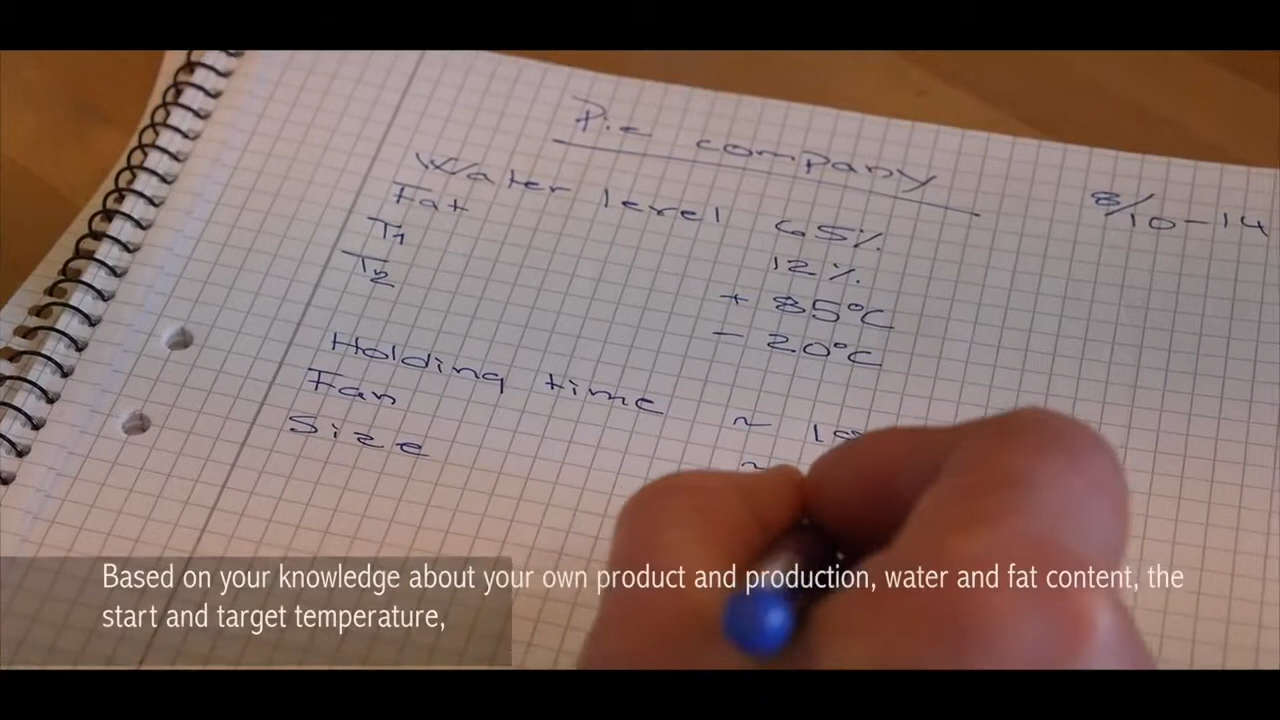 Pie company
8/10-14
Water level 65%
Fat 12%
T1 + 85°C
T2 - 20°C
Holding time ~
Fan ~
Size
Based on your knowledge about your own product and production, water and fat content, the
start and target temperature,